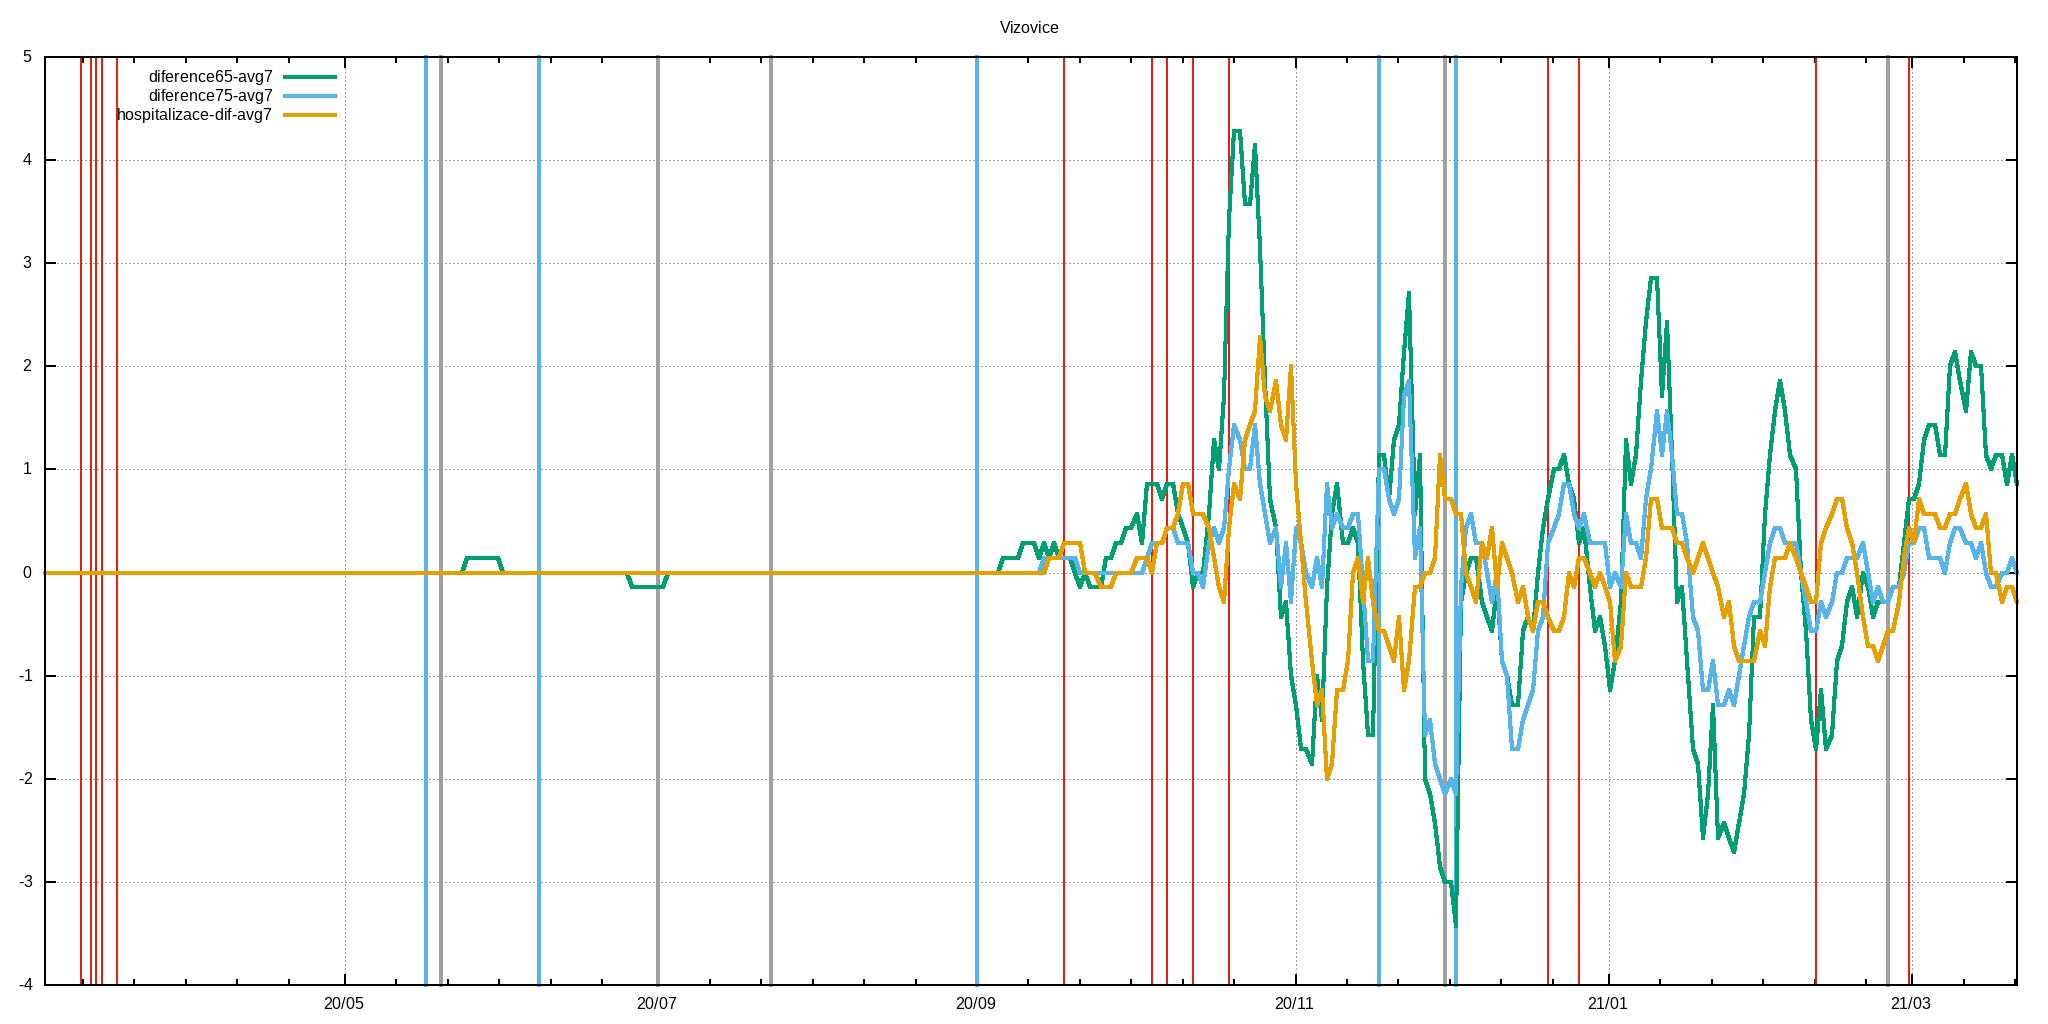 Vizovice
diference65-avg7
diference75-avg7
hospitalizace-dif-avg7
5
4
3
2
1
0
-1
-2
-3
-4
20/05 20/07 20/09 20/11 21/01 21/03